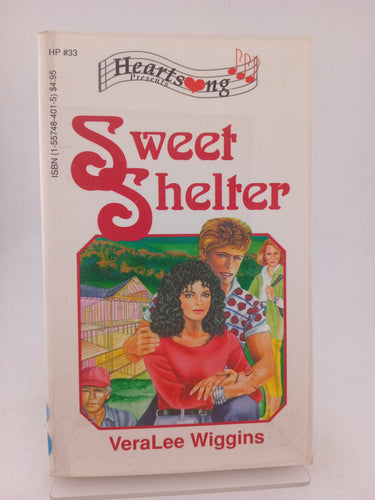 HP #33
ISBN (1-55748-401-5) $4.95
Heartsong
Presents
Sweet
Shelter
VeraLee Wiggins